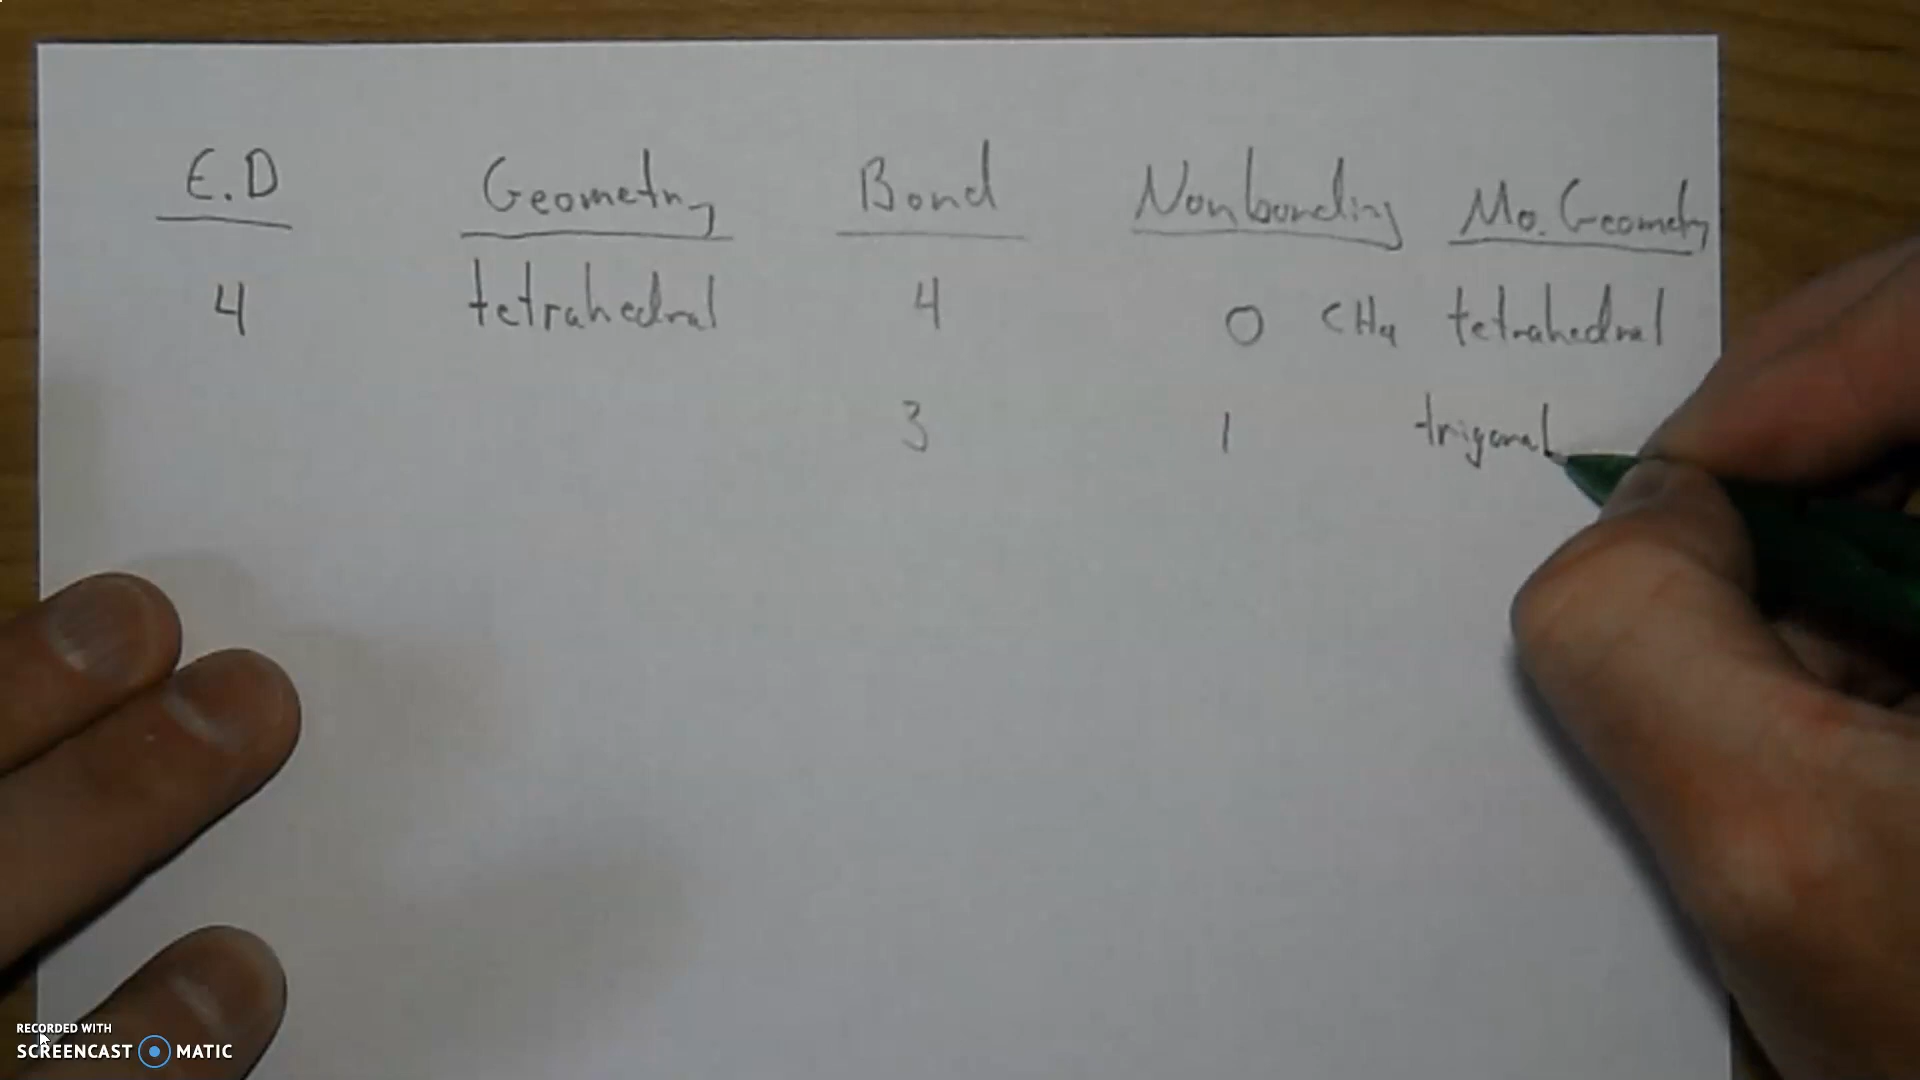 E.D Geometry Bond Nonbonding Mo. Geometry
4 tetrahedral 4 0 CH4 tetrahedral
3 1 trigonal
RECORDED WITH
SCREENCAST MATIC